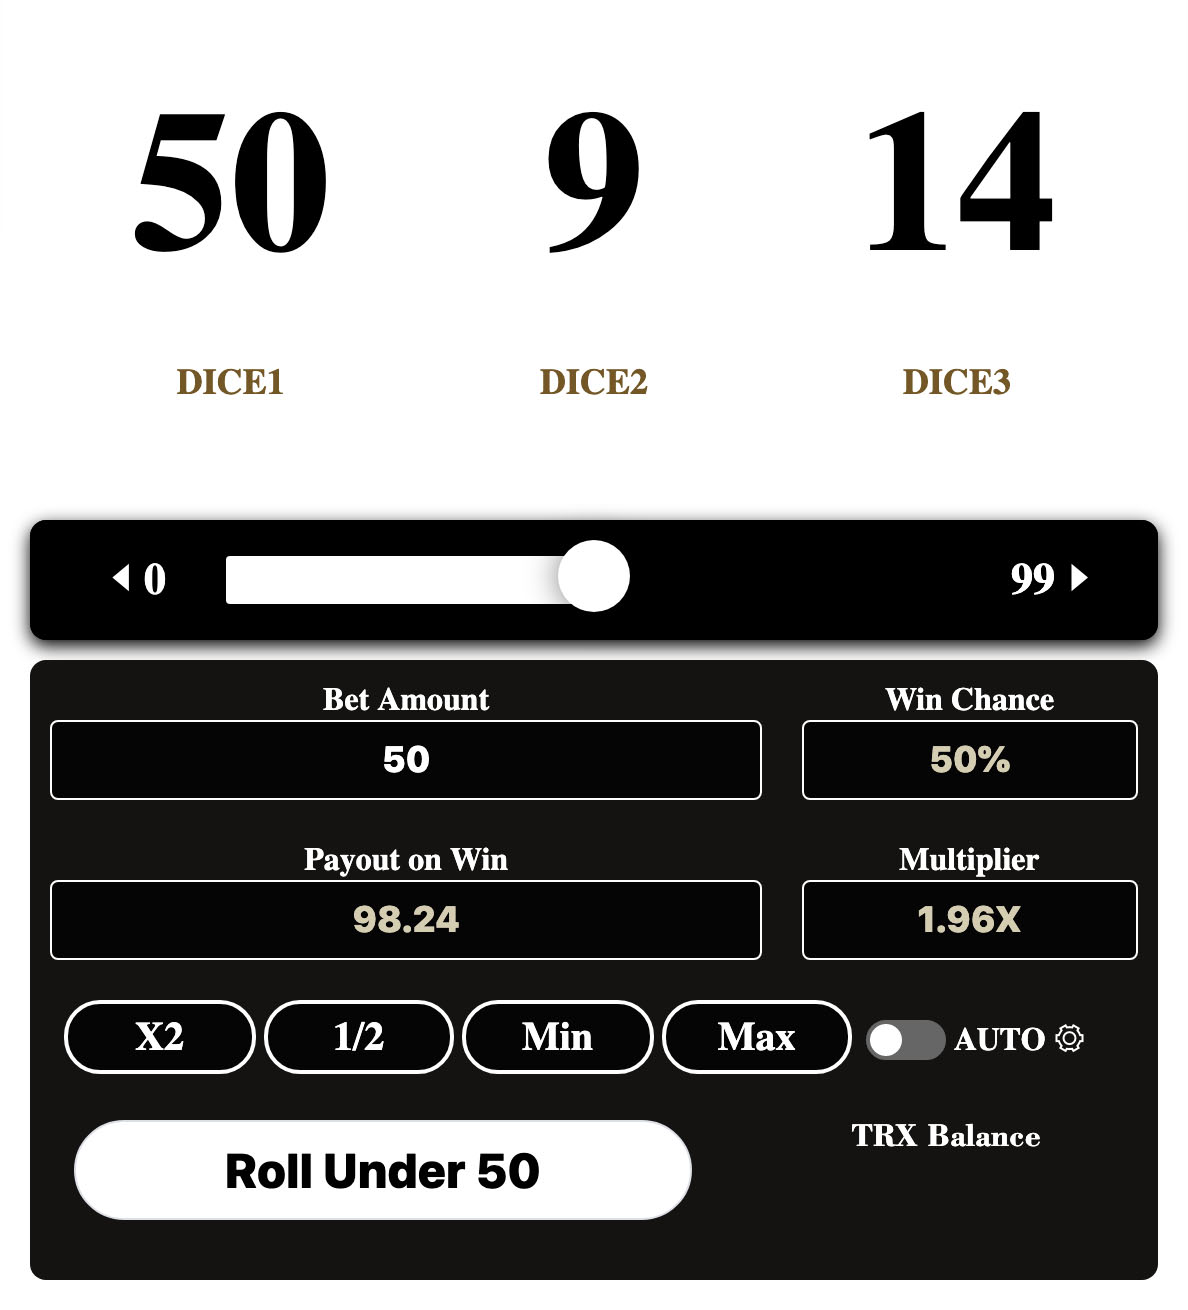 50 9 14
DICE1 DICE2 DICE3
0 99
Bet Amount Win Chance
50 50%
Payout on Win Multiplier
98.24 1.96X
X2 1/2 Min Max AUTO
Roll Under 50 TRX Balance